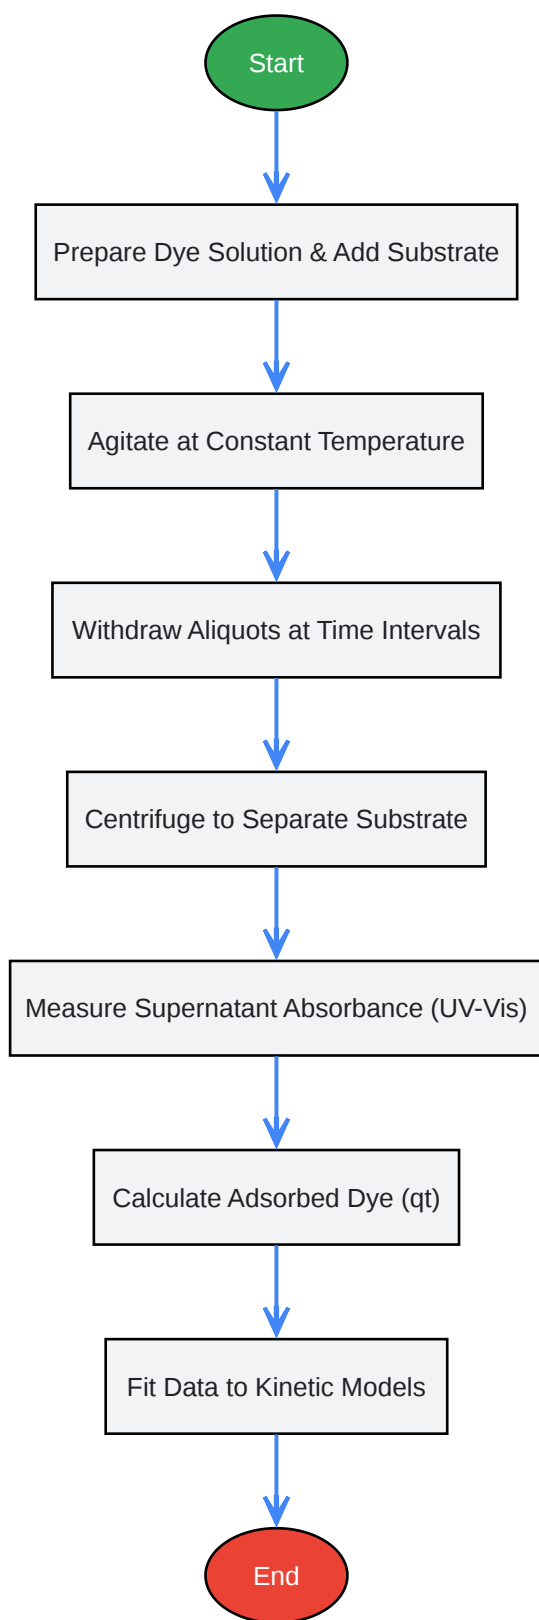 Start
Prepare Dye Solution & Add Substrate
Agitate at Constant Temperature
Withdraw Aliquots at Time Intervals
Centrifuge to Separate Substrate
Measure Supernatant Absorbance (UV-Vis)
Calculate Adsorbed Dye (qt)
Fit Data to Kinetic Models
End